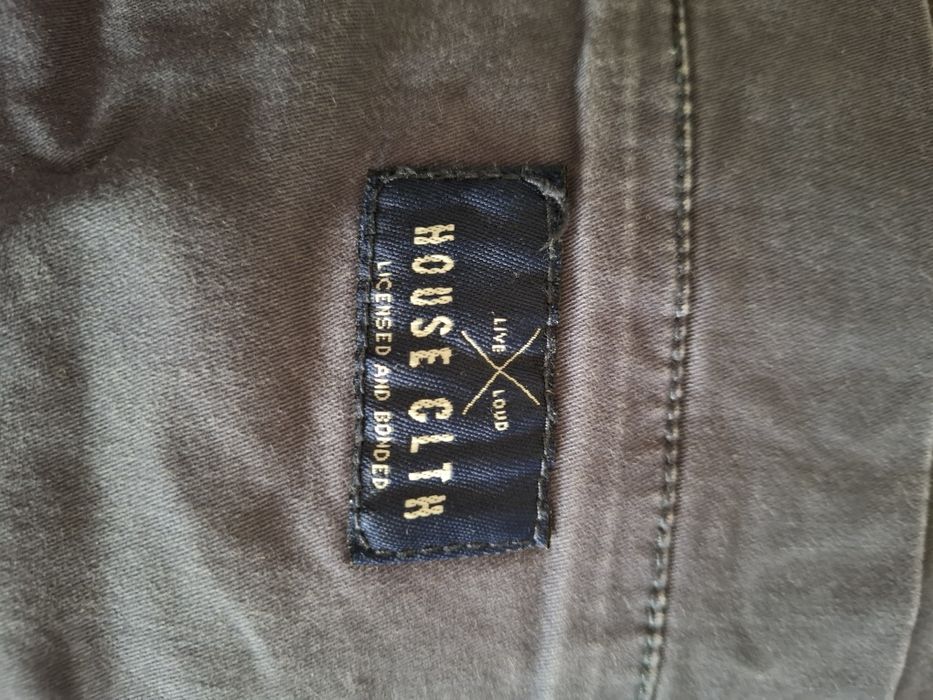 LIVE LOUD
HOUSE CLTH
LICENSED AND BONDED